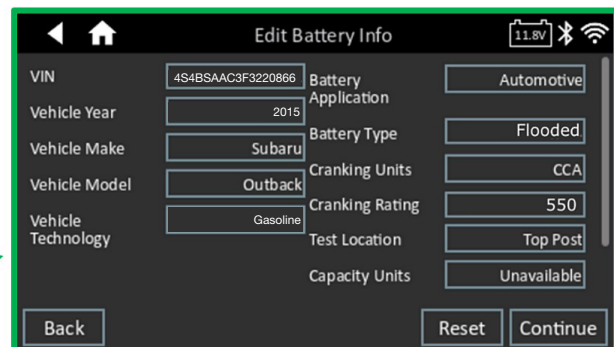 Edit Battery Info
11.8V
VIN
4S4BSAAC3F3220866
Vehicle Year
2015
Vehicle Make
Subaru
Vehicle Model
Outback
Vehicle
Technology
Gasoline
Battery
Application
Automotive
Battery Type
Flooded
Cranking Units
CCA
Cranking Rating
550
Test Location
Top Post
Capacity Units
Unavailable
Back
Reset
Continue